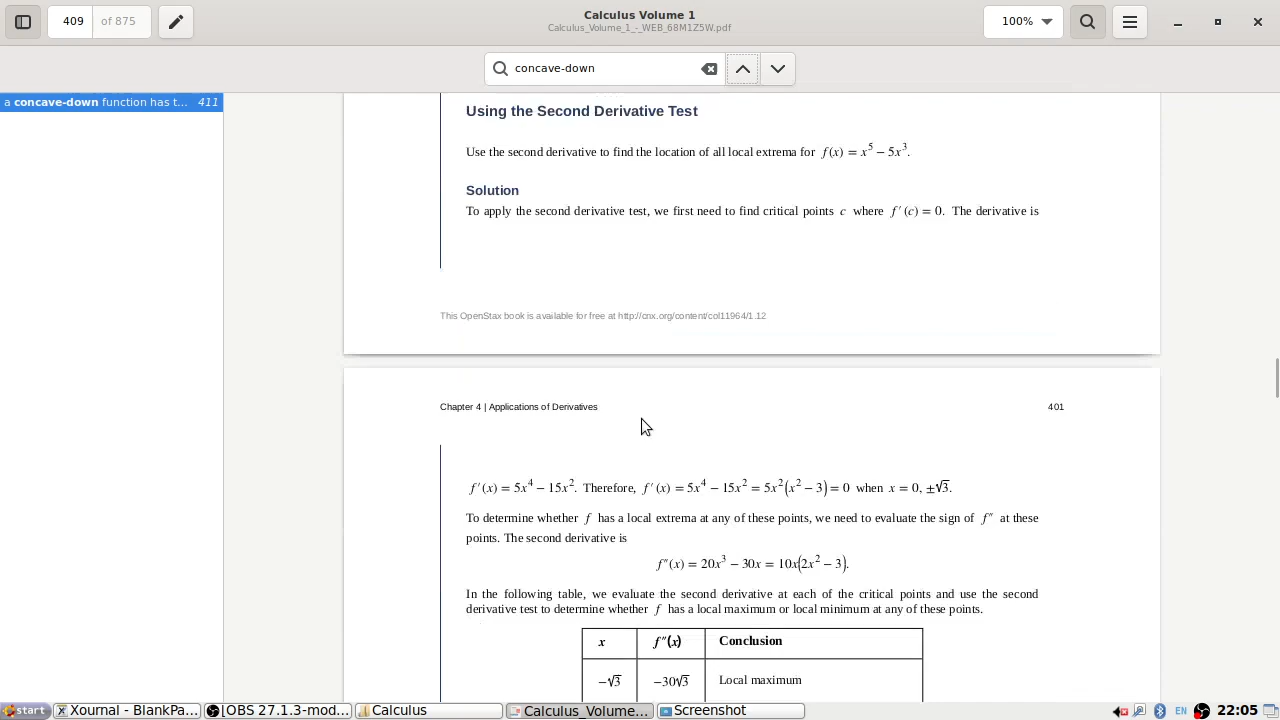 409 of 875
Calculus Volume 1
Calculus_Volume_1_-_WEB_68M1Z5W.pdf
100%
concave-down
a concave-down function has t... 411
Using the Second Derivative Test
Use the second derivative to find the location of all local extrema for f(x) = x⁵ − 5x³.
Solution
To apply the second derivative test, we first need to find critical points c where f′(c) = 0. The derivative is
This OpenStax book is available for free at http://cnx.org/content/col11964/1.12
Chapter 4 | Applications of Derivatives 401
f′(x) = 5x⁴ − 15x². Therefore, f′(x) = 5x⁴ − 15x² = 5x²(x² − 3) = 0 when x = 0, ±√3.
To determine whether f has a local extrema at any of these points, we need to evaluate the sign of f″ at these
points. The second derivative is
f″(x) = 20x³ − 30x = 10x(2x² − 3).
In the following table, we evaluate the second derivative at each of the critical points and use the second
derivative test to determine whether f has a local maximum or local minimum at any of these points.
x f″(x) Conclusion
−√3 −30√3 Local maximum
start Xournal - BlankPa... [OBS 27.1.3-mod... Calculus Calculus_Volume... Screenshot EN 22:05